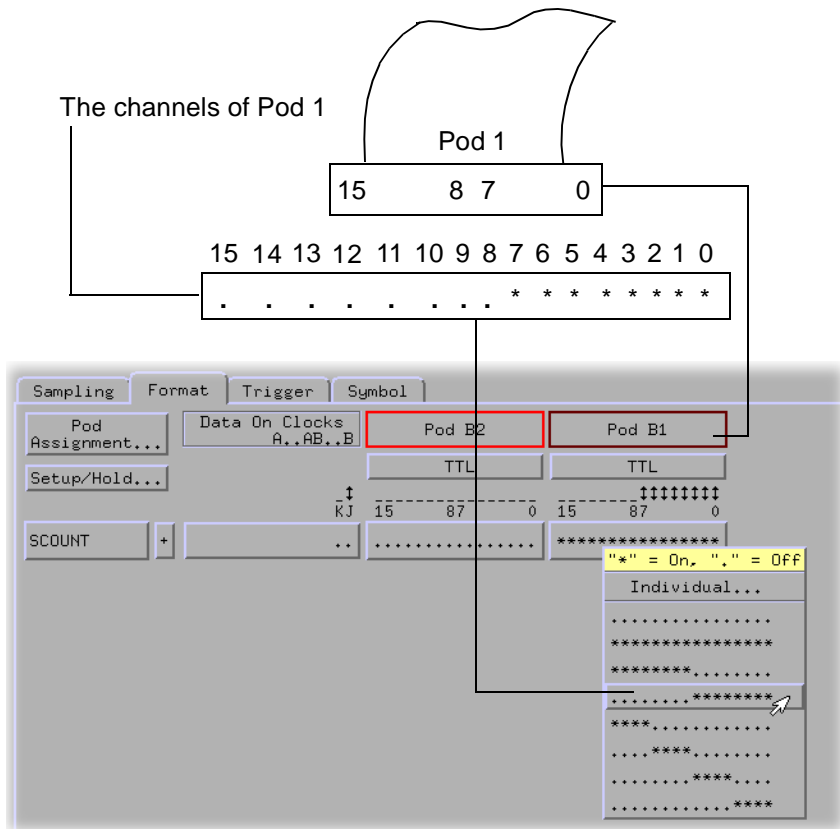 The channels of Pod 1
Pod 1
15 8 7 0
15 14 13 12 11 10 9 8 7 6 5 4 3 2 1 0
. . . . . . . . * * * * * * * *
Sampling Format Trigger Symbol
Pod Assignment...
Data On Clocks
A..AB..B
Pod B2
Pod B1
Setup/Hold...
TTL
TTL
_↕ ________________ ________↕↕↕↕↕↕↕↕
KJ 15 87 0 15 87 0
SCOUNT + .. ................ ****************
"*" = On, "." = Off
Individual...
................
****************
********........
........********
****............
....****........
........****....
............****